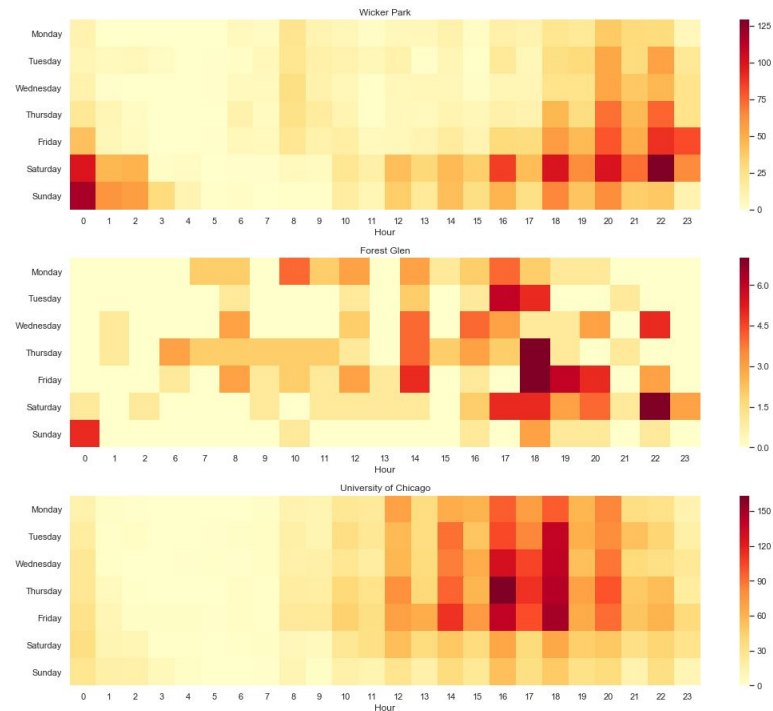 Wicker Park
Monday
Tuesday
Wednesday
Thursday
Friday
Saturday
Sunday
0 1 2 3 4 5 6 7 8 9 10 11 12 13 14 15 16 17 18 19 20 21 22 23
Hour
125
100
75
50
25
0
Forest Glen
Monday
Tuesday
Wednesday
Thursday
Friday
Saturday
Sunday
0 1 2 6 7 8 9 10 11 12 13 14 15 16 17 18 19 20 21 22 23
Hour
6.0
4.5
3.0
1.5
0.0
University of Chicago
Monday
Tuesday
Wednesday
Thursday
Friday
Saturday
Sunday
0 1 2 3 4 5 6 7 8 9 10 11 12 13 14 15 16 17 18 19 20 21 22 23
Hour
150
120
90
60
30
0